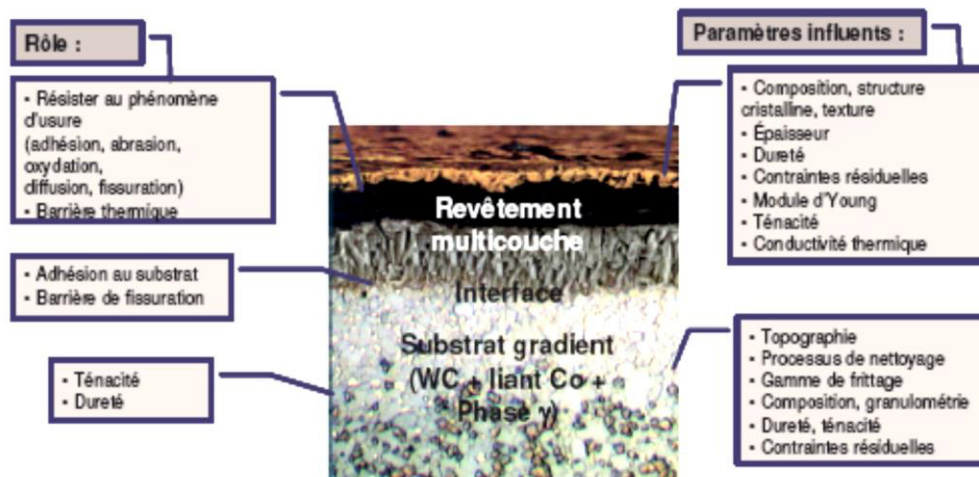 Rôle :
▪ Résister au phénomène
d'usure
(adhésion, abrasion,
oxydation,
diffusion, fissuration)
▪ Barrière thermique
▪ Adhésion au substrat
▪ Barrière de fissuration
▪ Ténacité
▪ Dureté
Revêtement
multicouche
Interface
Substrat gradient
(WC + liant Co +
Phase γ)
Paramètres influents :
▪ Composition, structure
cristalline, texture
▪ Épaisseur
▪ Dureté
▪ Contraintes résiduelles
▪ Module d'Young
▪ Ténacité
▪ Conductivité thermique
▪ Topographie
▪ Processus de nettoyage
▪ Gamme de frittage
▪ Composition, granulométrie
▪ Dureté, ténacité
▪ Contraintes résiduelles